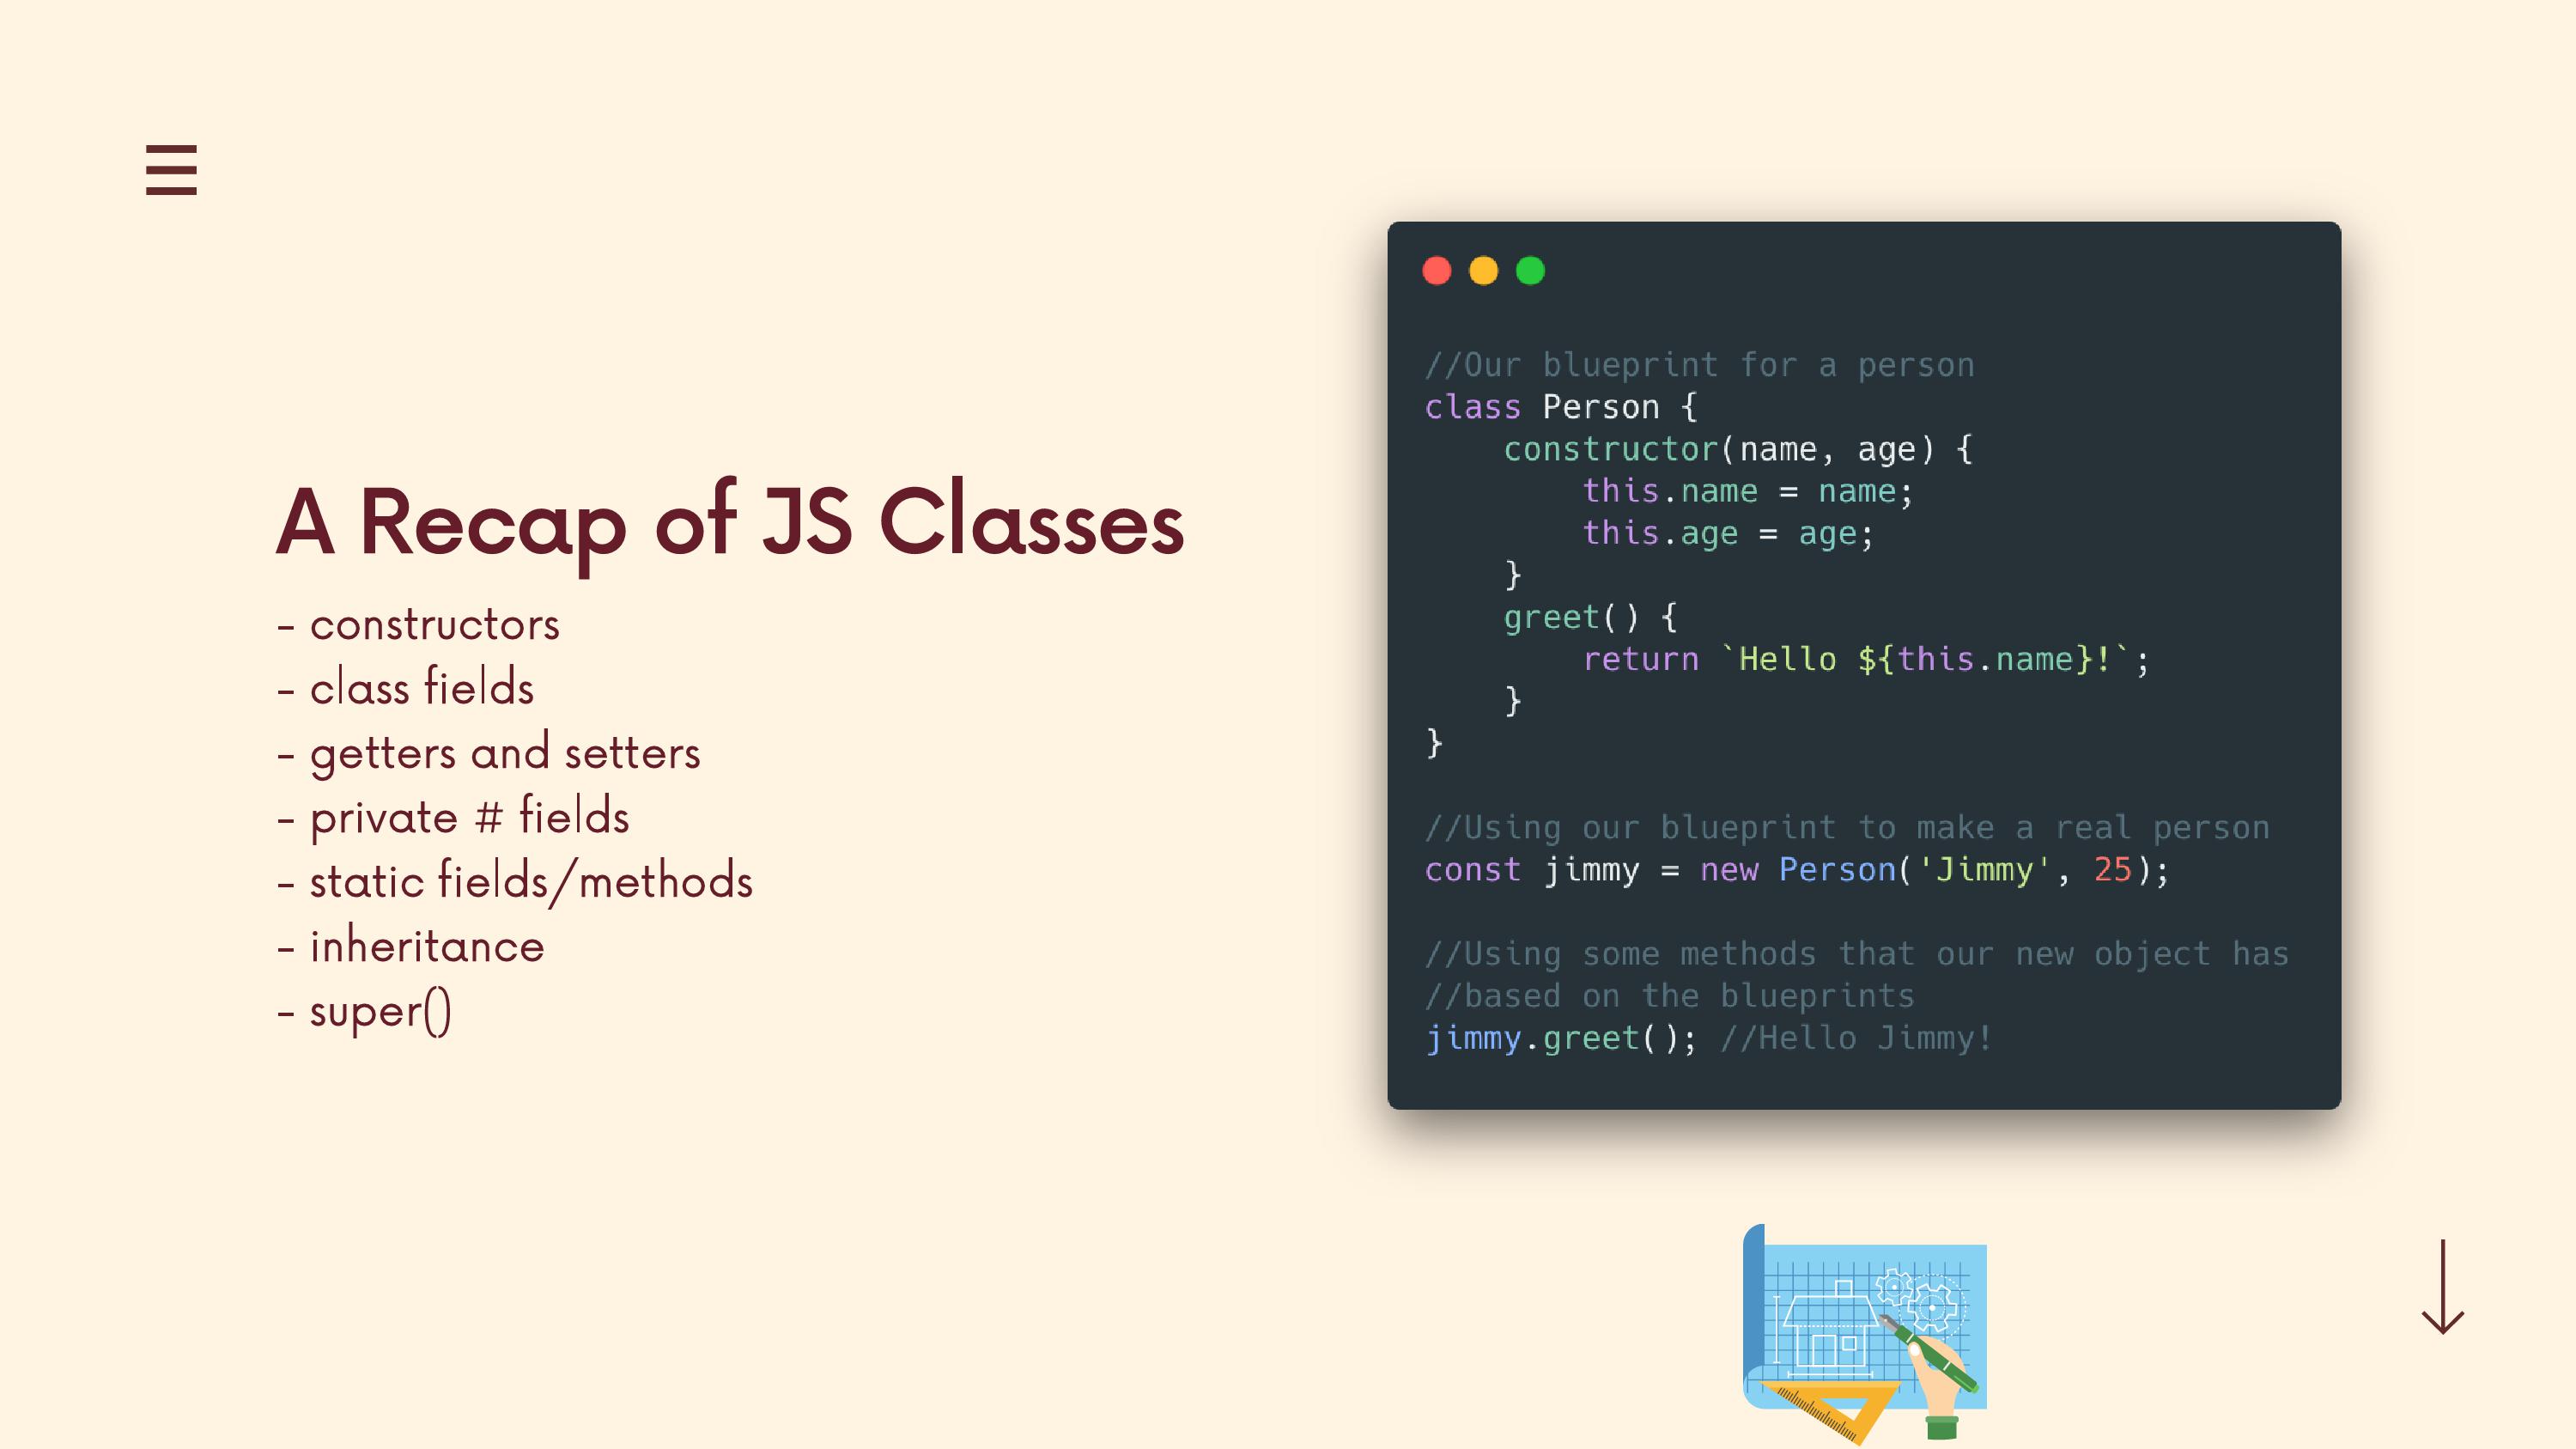 A Recap of JS Classes
- constructors
- class fields
- getters and setters
- private # fields
- static fields/methods
- inheritance
- super()
//Our blueprint for a person
class Person {
    constructor(name, age) {
        this.name = name;
        this.age = age;
    }
    greet() {
        return `Hello ${this.name}!`;
    }
}
//Using our blueprint to make a real person
const jimmy = new Person('Jimmy', 25);
//Using some methods that our new object has
//based on the blueprints
jimmy.greet(); //Hello Jimmy!